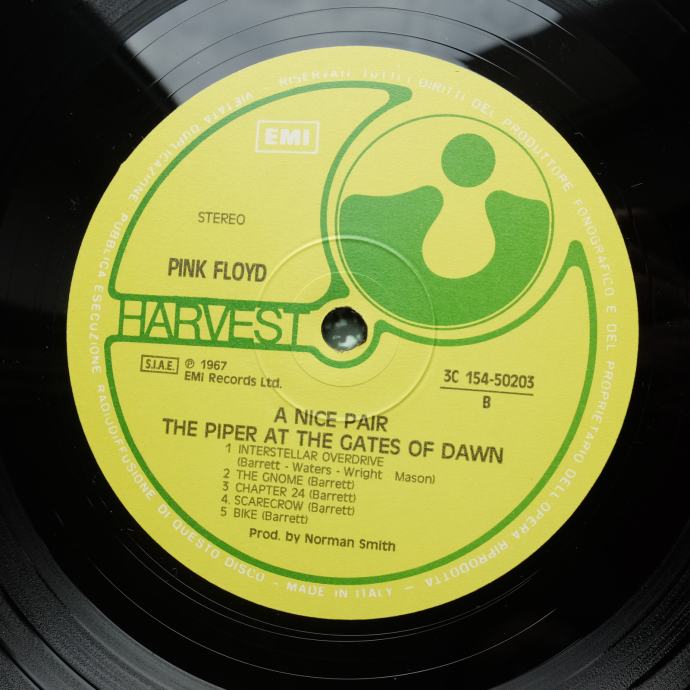 RISERVATI TUTTI I DIRITTI DEL PRODUTTORE FONOGRAFICO E DEL PROPRIETARIO DELL'OPERA RIPRODOTTA - MADE IN ITALY - VIETATA DUPLICAZIONE PUBBLICA ESECUZIONE RADIODIFFUSIONE DI QUESTO DISCO -
EMI
STEREO
PINK FLOYD
HARVEST
S.I.A.E. ℗ 1967
EMI Records Ltd.
3C 154-50203
B
A NICE PAIR
THE PIPER AT THE GATES OF DAWN
1 INTERSTELLAR OVERDRIVE
(Barrett - Waters - Wright Mason)
2 THE GNOME (Barrett)
3 CHAPTER 24 (Barrett)
4. SCARECROW (Barrett)
5 BIKE (Barrett)
Prod. by Norman Smith